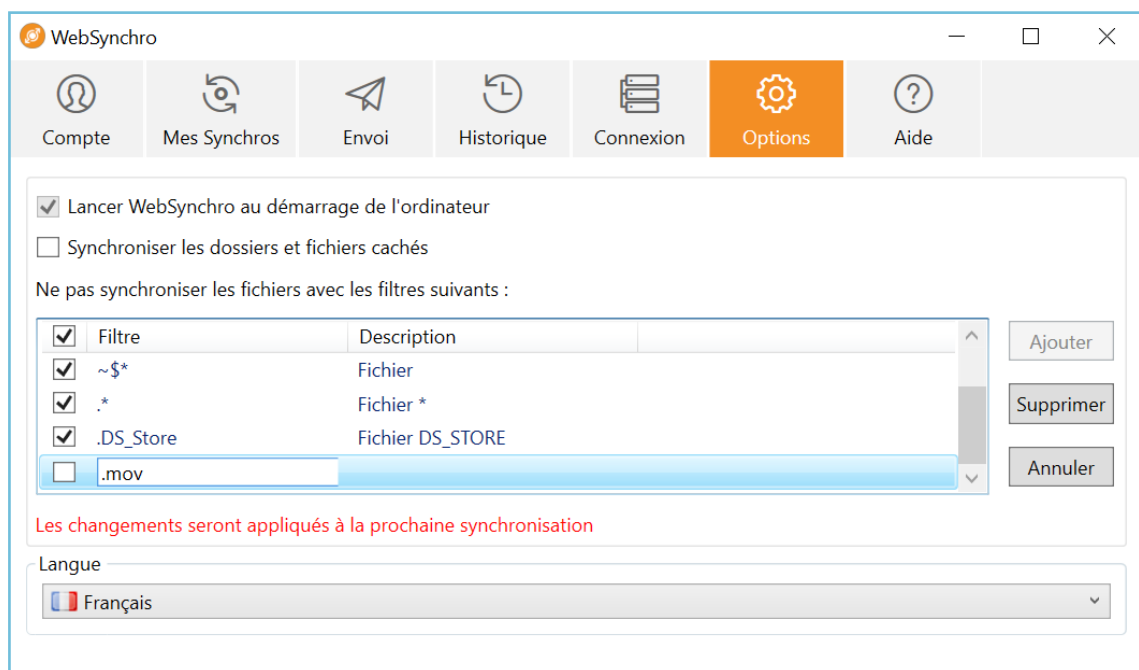 WebSynchro
Compte Mes Synchros Envoi Historique Connexion Options Aide
Lancer WebSynchro au démarrage de l'ordinateur
Synchroniser les dossiers et fichiers cachés
Ne pas synchroniser les fichiers avec les filtres suivants :
Filtre Description
Ajouter
~$* Fichier
.* Fichier *
Supprimer
.DS_Store Fichier DS_STORE
.mov
Annuler
Les changements seront appliqués à la prochaine synchronisation
Langue
Français